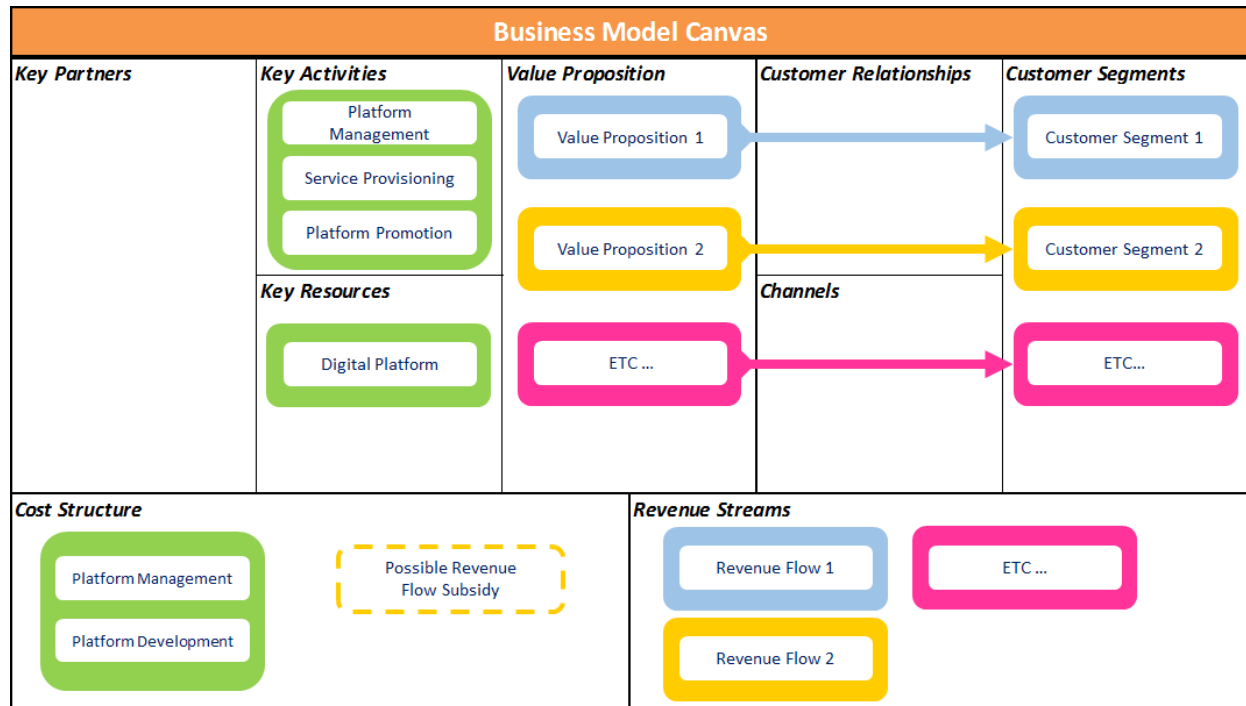 Business Model Canvas
Key Partners
Key Activities
Platform
Management
Service Provisioning
Platform Promotion
Key Resources
Digital Platform
Value Proposition
Value Proposition 1
Value Proposition 2
ETC ...
Customer Relationships
Channels
Customer Segments
Customer Segment 1
Customer Segment 2
ETC...
Cost Structure
Platform Management
Platform Development
Possible Revenue
Flow Subsidy
Revenue Streams
Revenue Flow 1
Revenue Flow 2
ETC ...